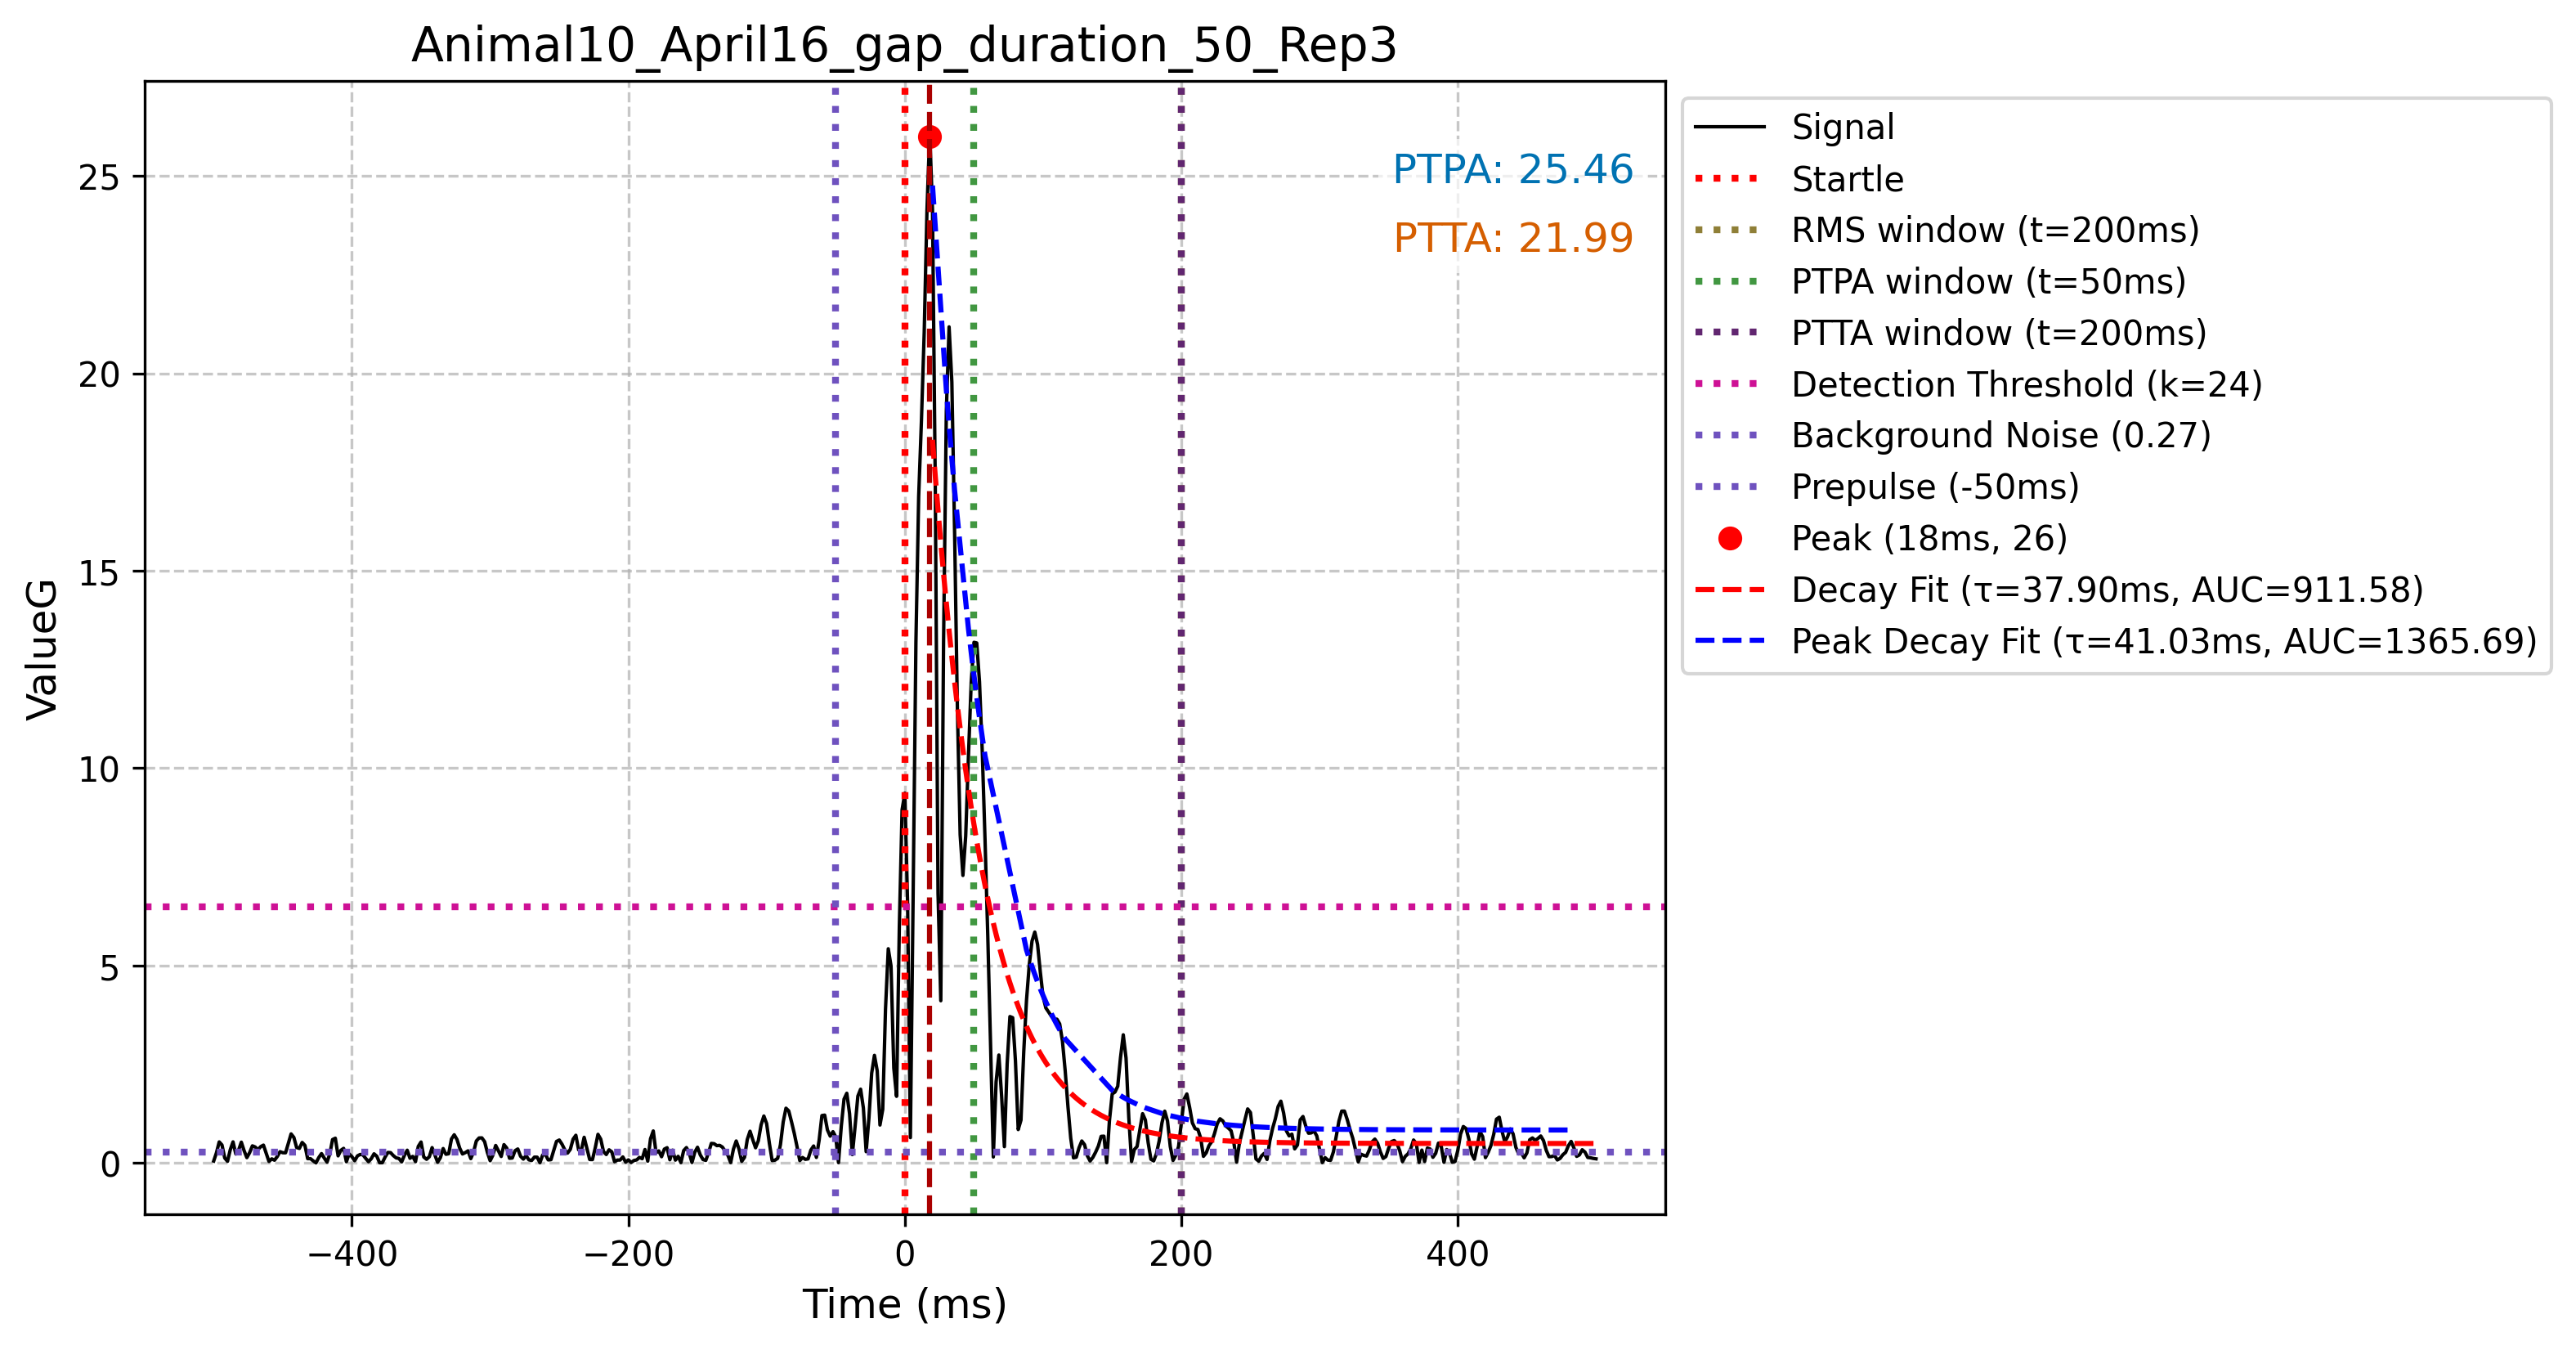 Animal10_April16_gap_duration_50_Rep3
PTPA: 25.46
PTTA: 21.99
ValueG
25
20
15
10
5
0
−400
−200
0
200
400
Time (ms)
Signal
Startle
RMS window (t=200ms)
PTPA window (t=50ms)
PTTA window (t=200ms)
Detection Threshold (k=24)
Background Noise (0.27)
Prepulse (-50ms)
Peak (18ms, 26)
Decay Fit (τ=37.90ms, AUC=911.58)
Peak Decay Fit (τ=41.03ms, AUC=1365.69)